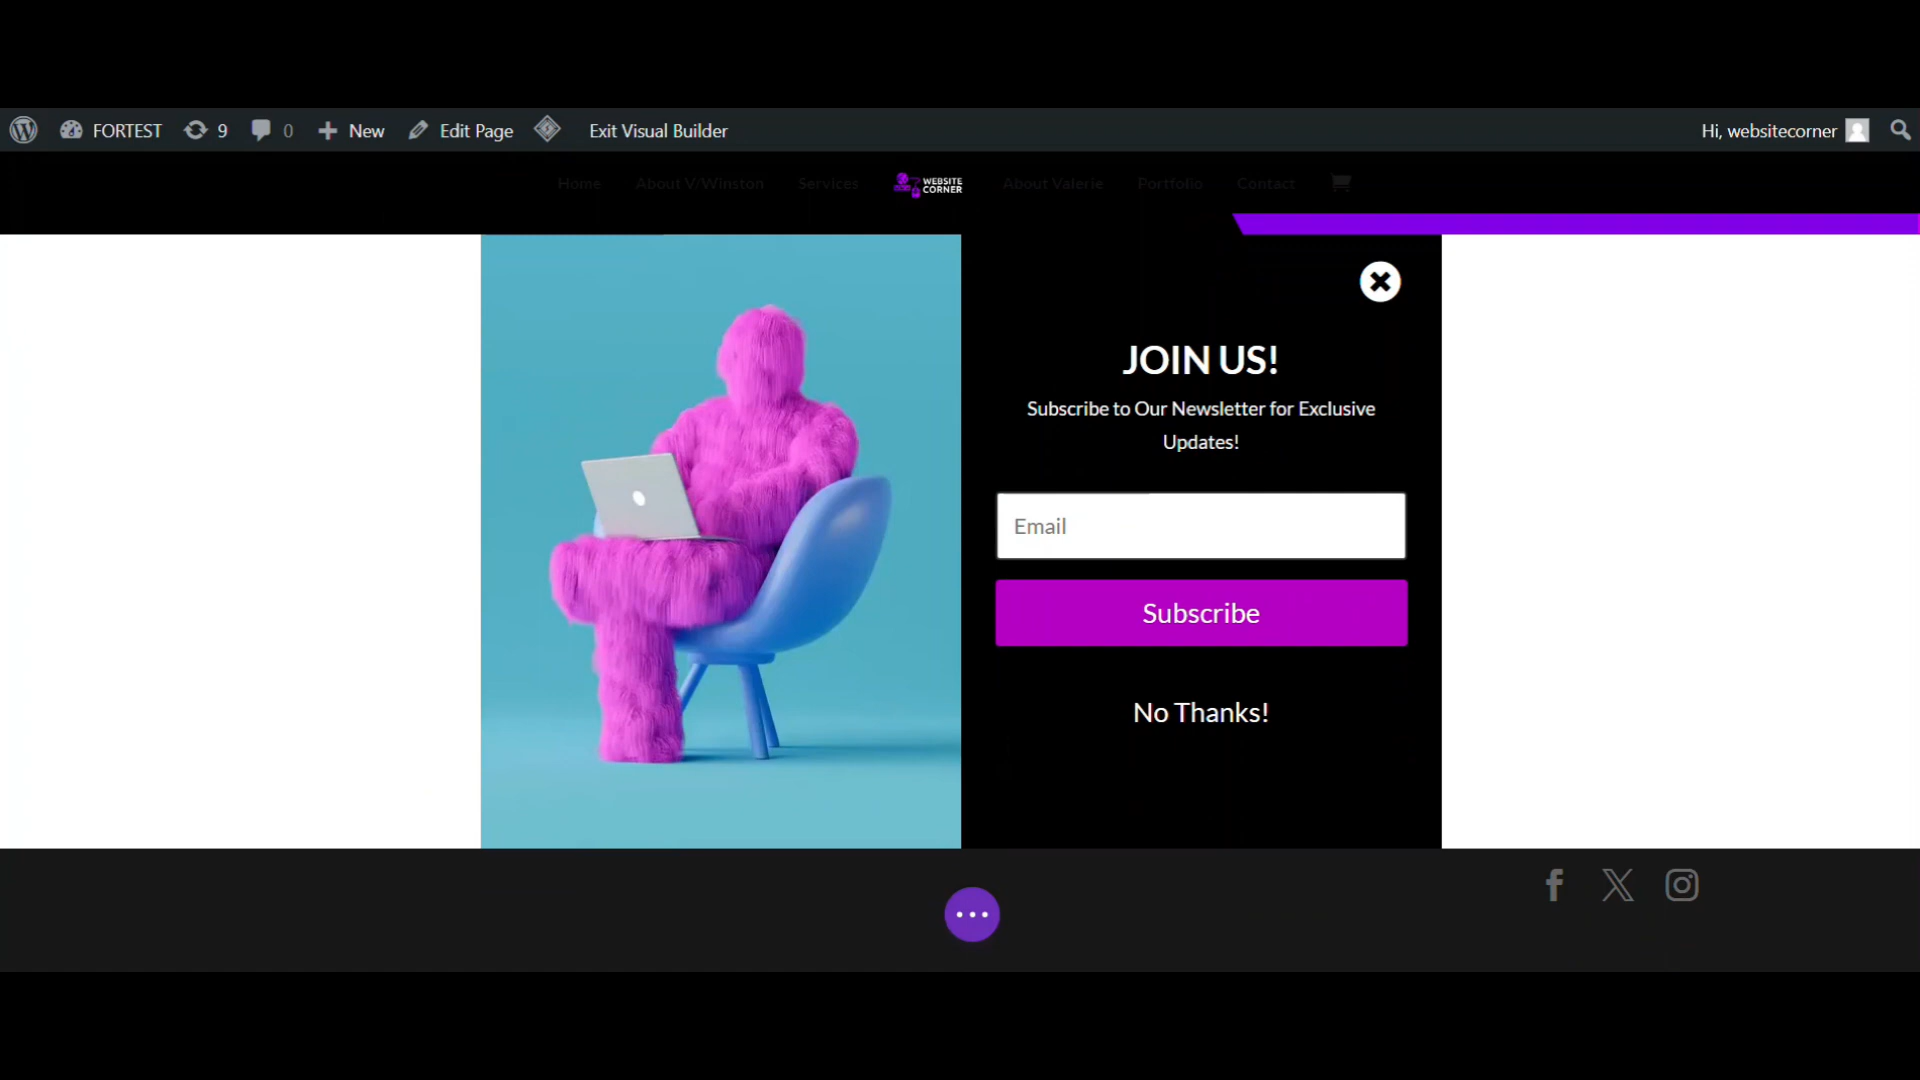 FORTEST 9 0 New Edit Page Exit Visual Builder Hi, websitecorner
Home About V/Winston Services WEBSITE CORNER About Valerie Portfolio Contact
JOIN US!
Subscribe to Our Newsletter for Exclusive
Updates!
Email
Subscribe
No Thanks!